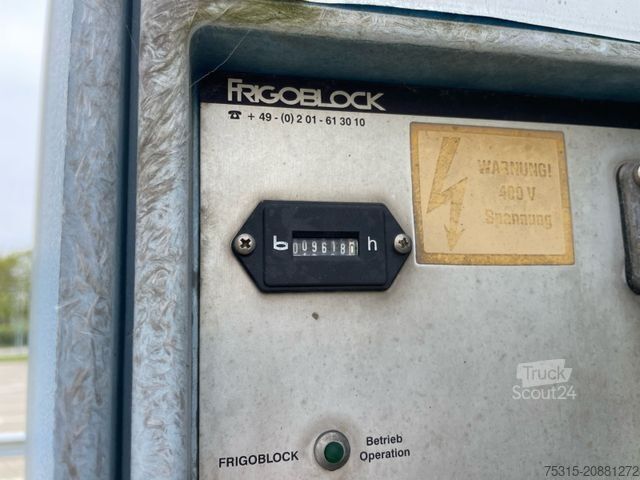 FRIGOBLOCK
☎ + 49 - (0) 2 01 - 61 30 10
WARNUNG!
400 V
Spannung
h
FRIGOBLOCK
Betrieb
Operation
Truck
Scout24
75315-20881272